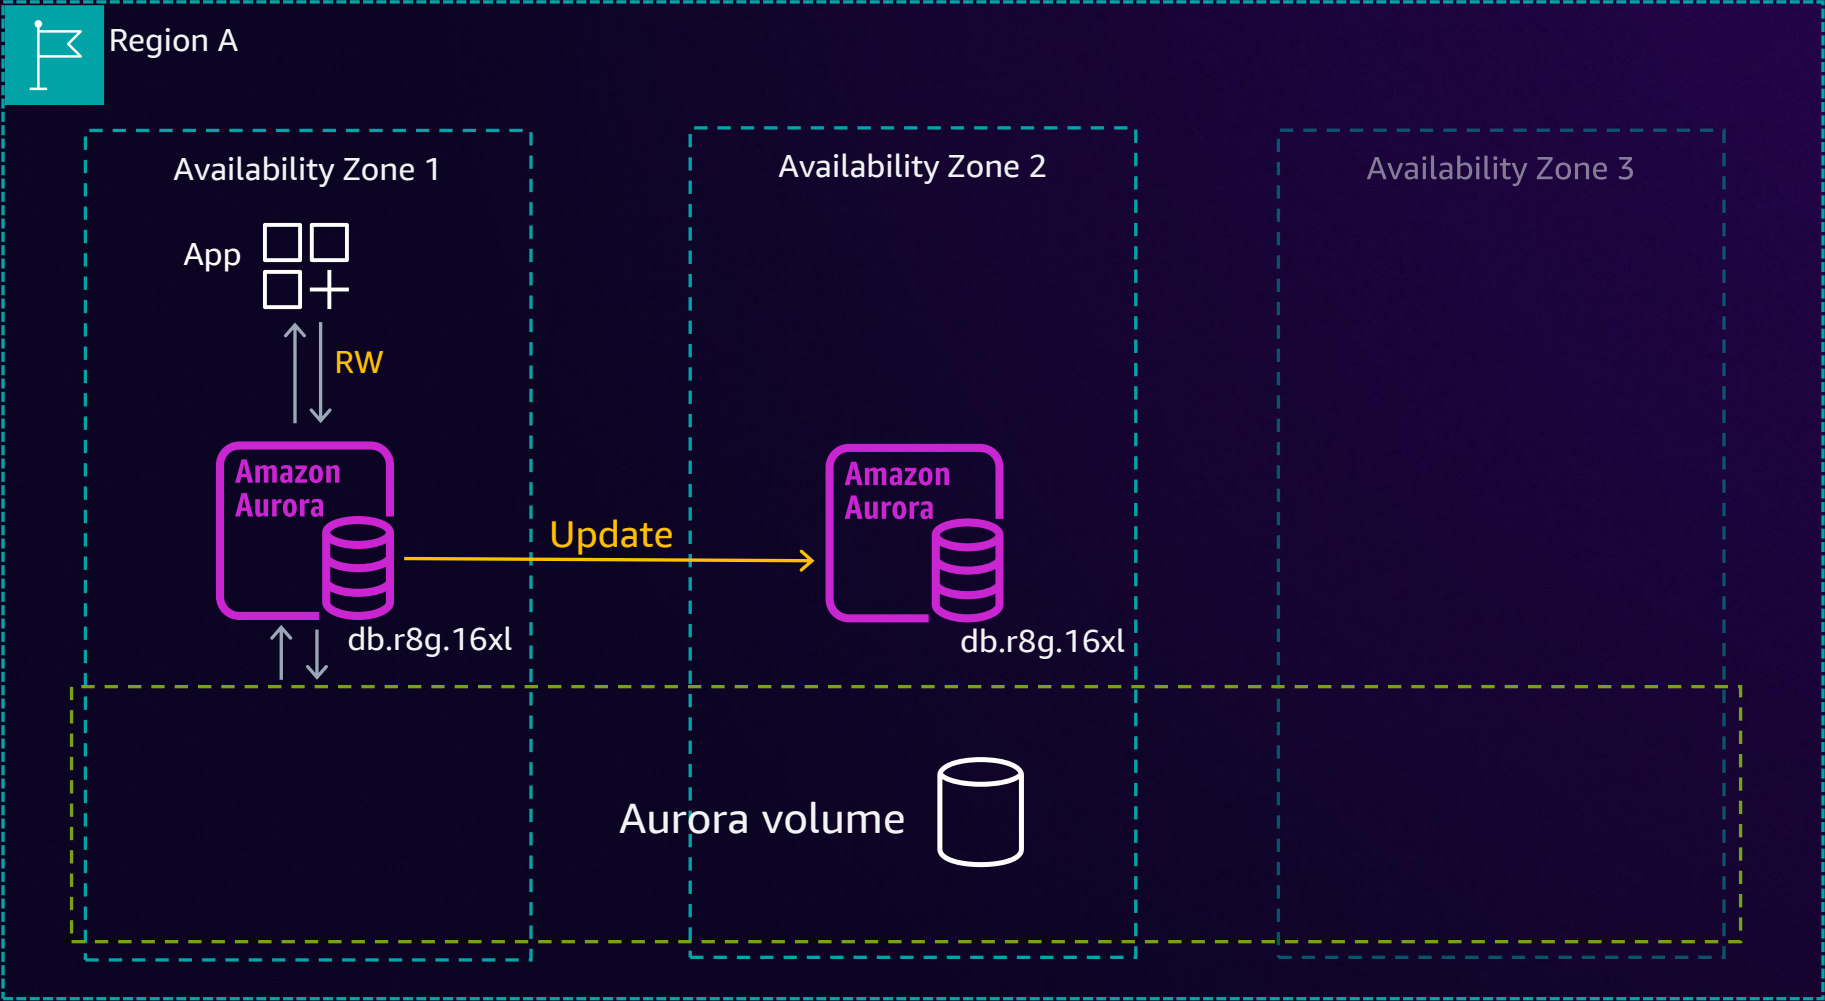 Region A
Availability Zone 1
Availability Zone 2
Availability Zone 3
App
RW
Amazon
Aurora
Update
Amazon
Aurora
db.r8g.16xl
db.r8g.16xl
Aurora volume